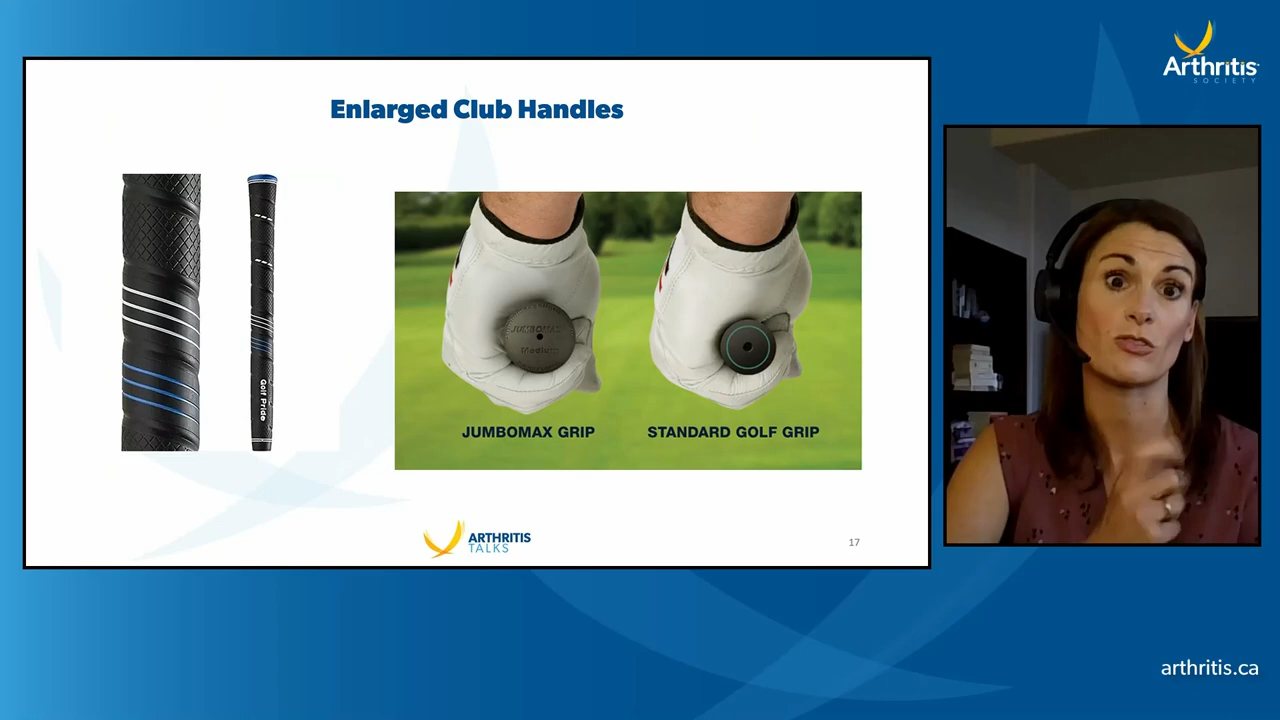 Arthritis
SOCIETY
Enlarged Club Handles
Golf Pride
JUMBOMAX
Medium
JUMBOMAX GRIP
STANDARD GOLF GRIP
ARTHRITIS
TALKS
17
arthritis.ca